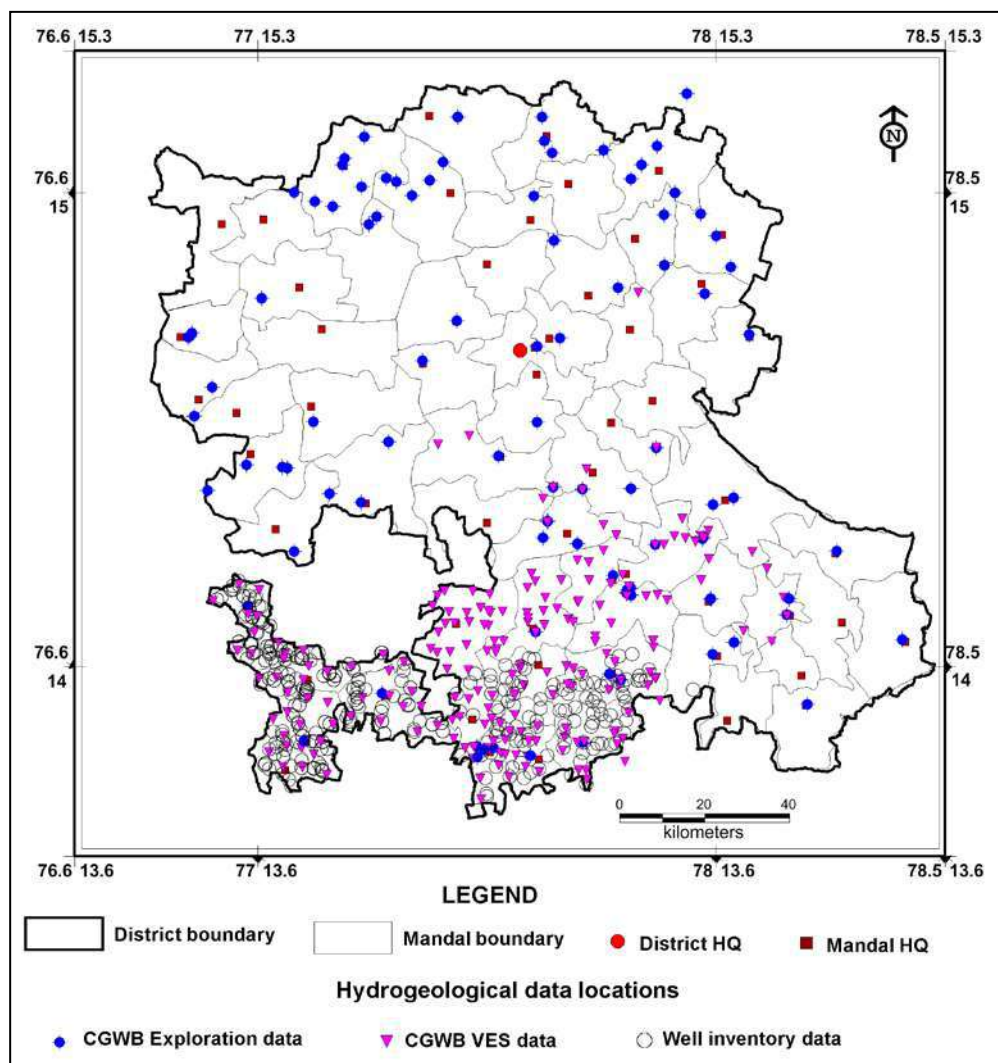 76.6 15.3 77 15.3 78 15.3 78.5 15.3
N
76.6 78.5
15 15
76.6 78.5
14 14
0 20 40
kilometers
76.6 13.6 77 13.6 78 13.6 78.5 13.6
LEGEND
District boundary Mandal boundary District HQ Mandal HQ
Hydrogeological data locations
CGWB Exploration data CGWB VES data Well inventory data